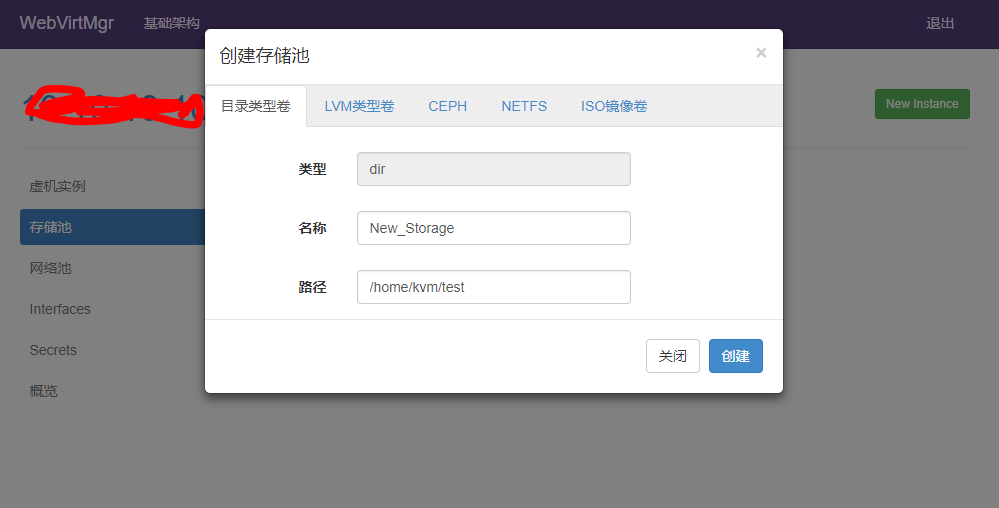 WebVirtMgr 基础架构 退出
创建存储池 ×
目录类型卷 LVM类型卷 CEPH NETFS ISO镜像卷
New Instance
类型 dir
虚机实例
名称 New_Storage
存储池
网络池
路径 /home/kvm/test
Interfaces
Secrets
关闭 创建
概览